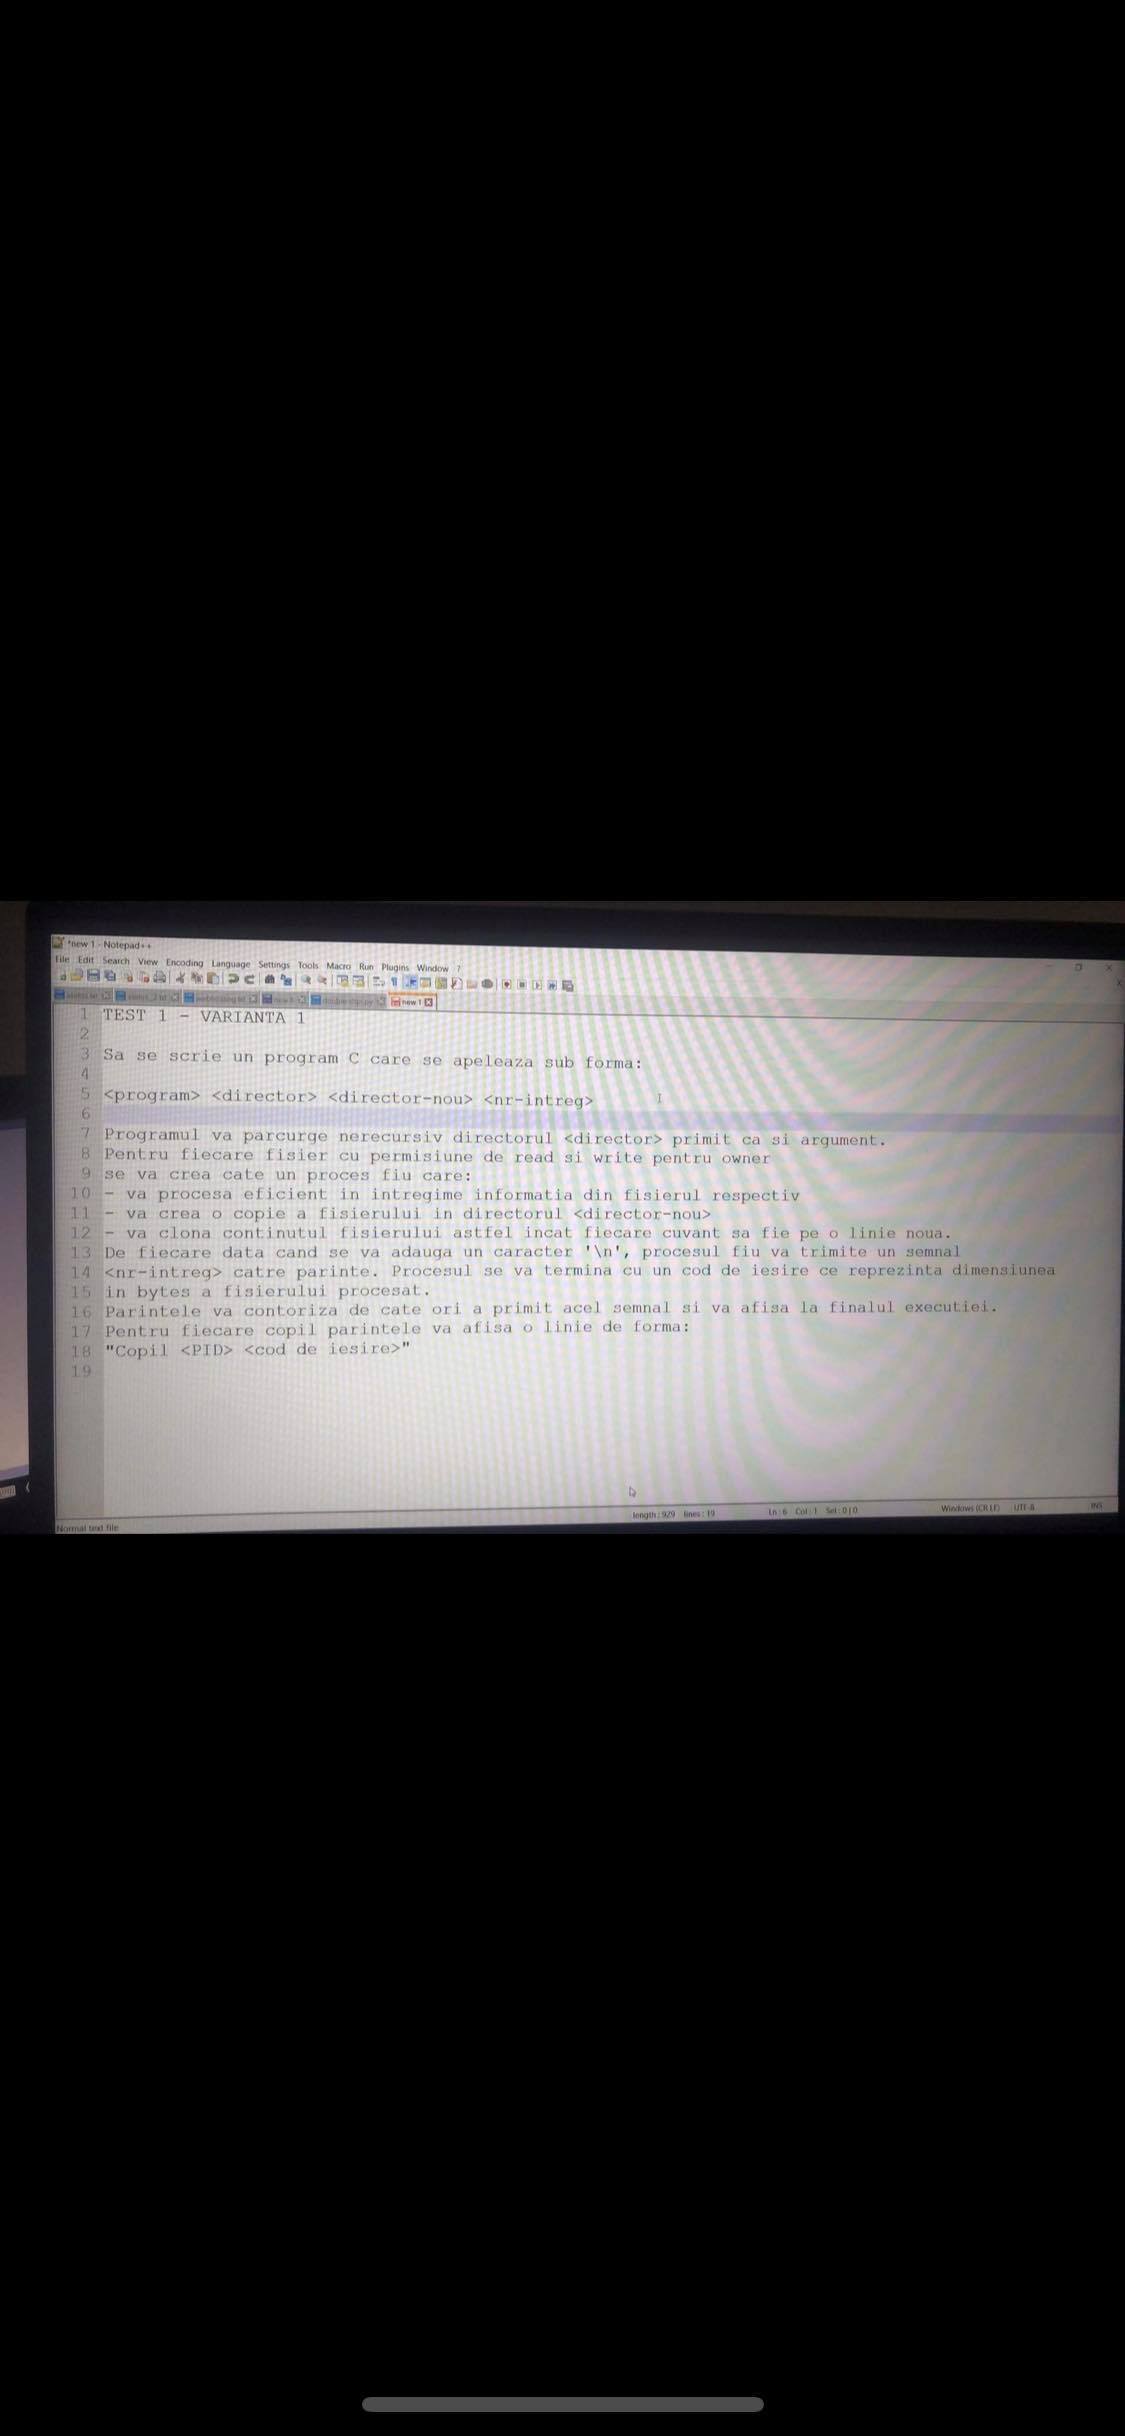 *new 1 - Notepad++
File Edit Search View Encoding Language Settings Tools Macro Run Plugins Window ?
new 1
1 TEST 1 - VARIANTA 1
2
3 Sa se scrie un program C care se apeleaza sub forma:
4
5 <program> <director> <director-nou> <nr-intreg>
6
7 Programul va parcurge nerecursiv directorul <director> primit ca si argument.
8 Pentru fiecare fisier cu permisiune de read si write pentru owner
9 se va crea cate un proces fiu care:
10 - va procesa eficient in intregime informatia din fisierul respectiv
11 - va crea o copie a fisierului in directorul <director-nou>
12 - va clona continutul fisierului astfel incat fiecare cuvant sa fie pe o linie noua.
13 De fiecare data cand se va adauga un caracter '\n', procesul fiu va trimite un semnal
14 <nr-intreg> catre parinte. Procesul se va termina cu un cod de iesire ce reprezinta dimensiunea
15 in bytes a fisierului procesat.
16 Parintele va contoriza de cate ori a primit acel semnal si va afisa la finalul executiei.
17 Pentru fiecare copil parintele va afisa o linie de forma:
18 "Copil <PID> <cod de iesire>"
19
Normal text file length : 929 lines : 19 Ln : 6 Col : 1 Sel : 0 | 0 Windows (CR LF) UTF-8 INS